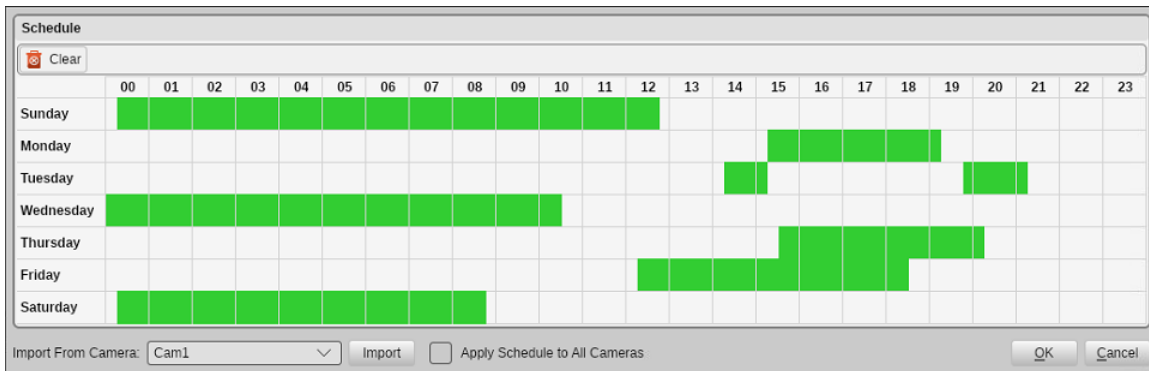 Schedule
Clear
00 01 02 03 04 05 06 07 08 09 10 11 12 13 14 15 16 17 18 19 20 21 22 23
Sunday
Monday
Tuesday
Wednesday
Thursday
Friday
Saturday
Import From Camera: Cam1 Import Apply Schedule to All Cameras OK Cancel